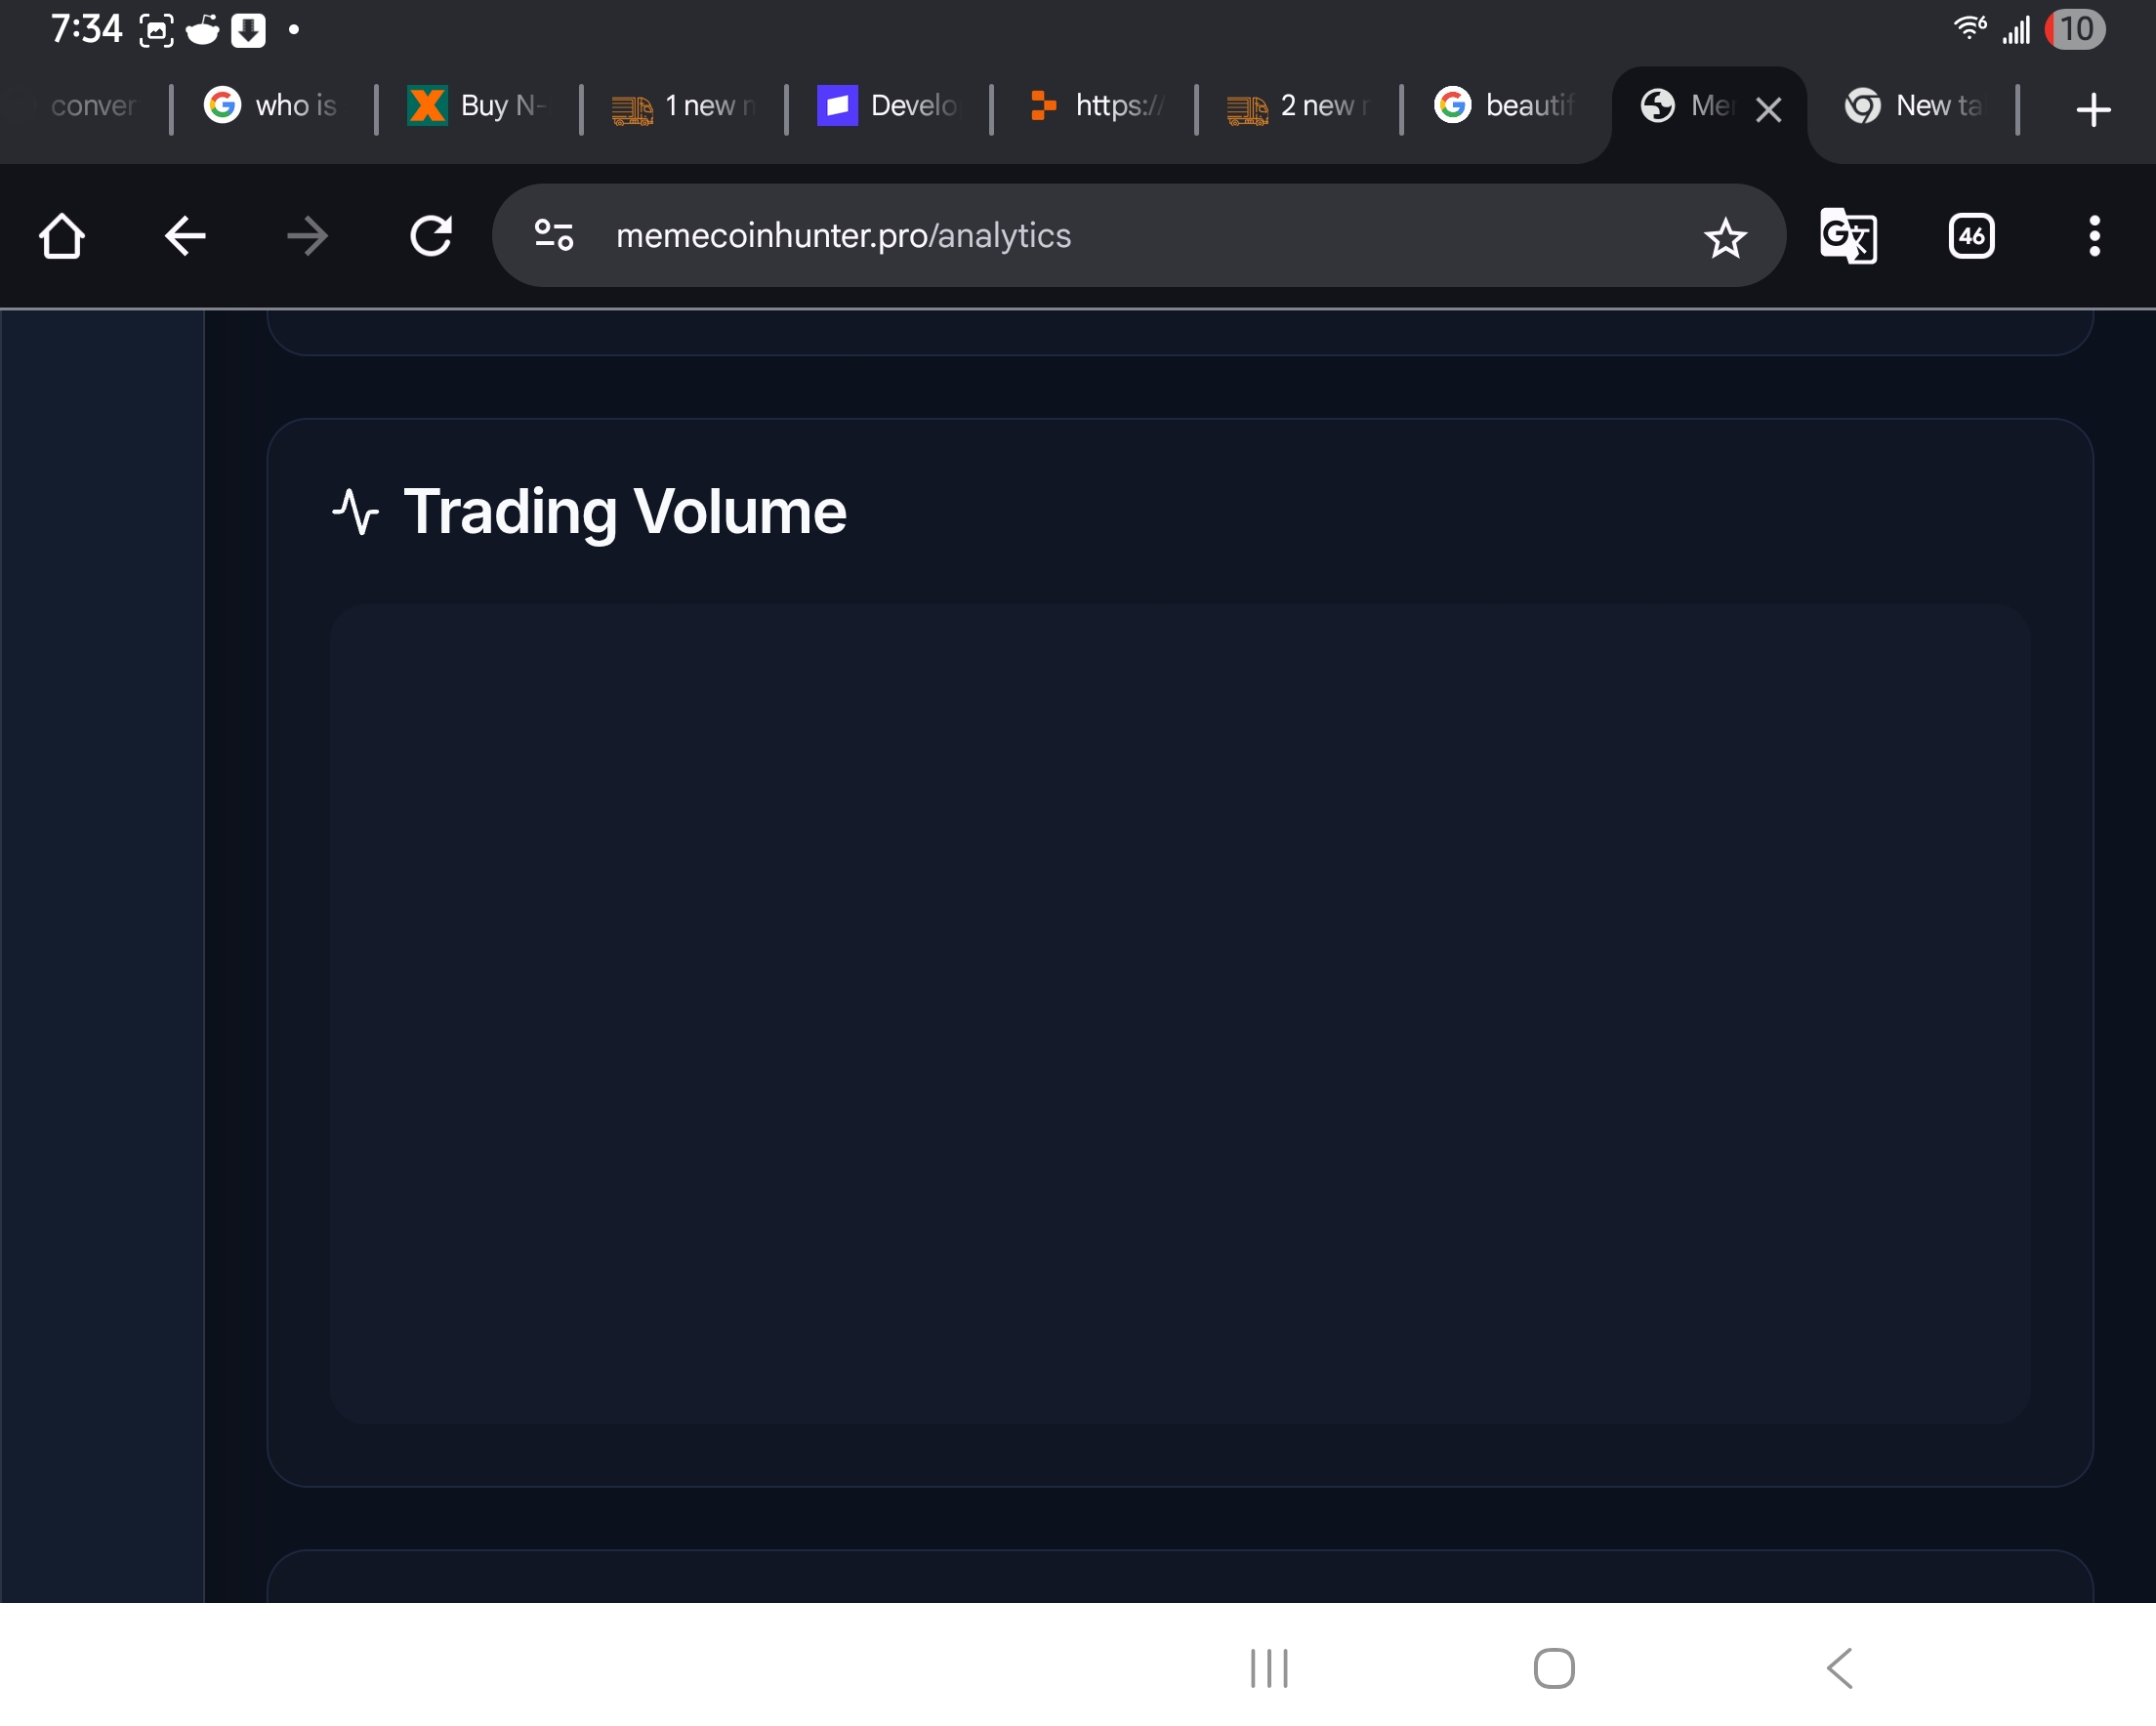 7:34
10
conver
who is
Buy N-
1 new
Develo
https://
2 new
beautif
Me
New ta
memecoinhunter.pro/analytics
46
Trading Volume